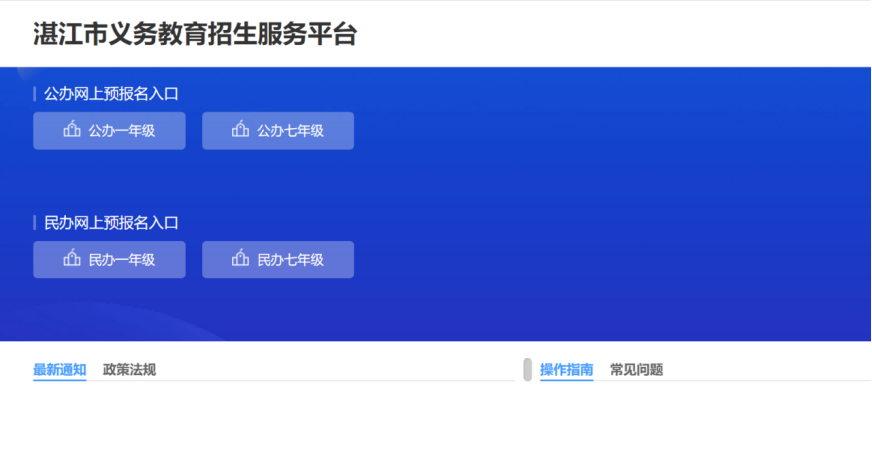 湛江市义务教育招生服务平台
公办网上预报名入口
公办一年级 公办七年级
民办网上预报名入口
民办一年级 民办七年级
最新通知 政策法规 操作指南 常见问题